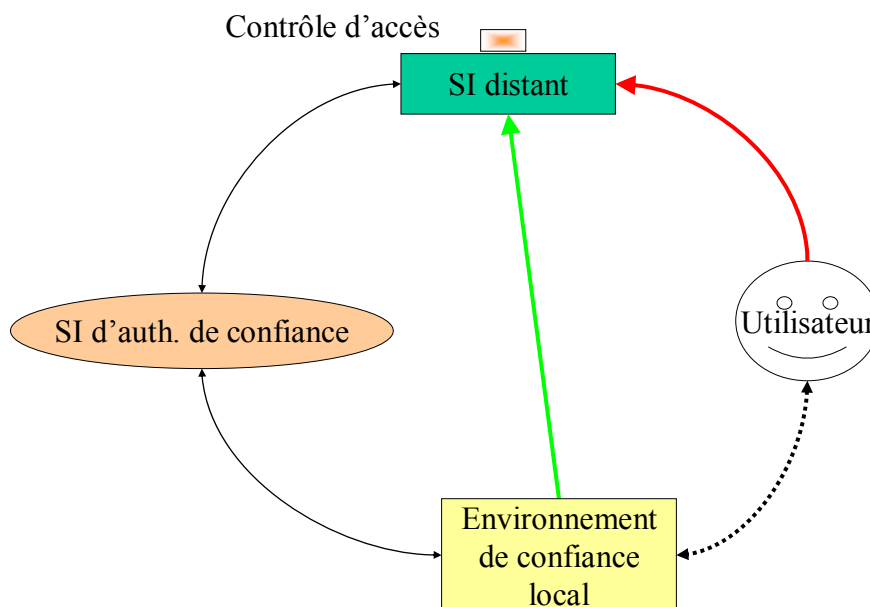 Contrôle d’accès
SI distant
SI d’auth. de confiance
Utilisateur
Environnement
de confiance
local